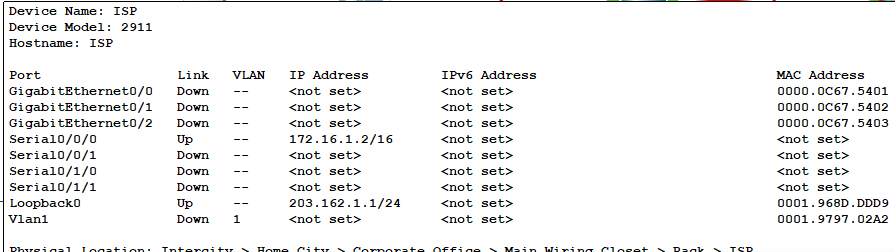 Device Name: ISP
Device Model: 2911
Hostname: ISP
Port Link VLAN IP Address IPv6 Address MAC Address
GigabitEthernet0/0 Down -- <not set> <not set> 0000.0C67.5401
GigabitEthernet0/1 Down -- <not set> <not set> 0000.0C67.5402
GigabitEthernet0/2 Down -- <not set> <not set> 0000.0C67.5403
Serial0/0/0 Up -- 172.16.1.2/16 <not set> <not set>
Serial0/0/1 Down -- <not set> <not set> <not set>
Serial0/1/0 Down -- <not set> <not set> <not set>
Serial0/1/1 Down -- <not set> <not set> <not set>
Loopback0 Up -- 203.162.1.1/24 <not set> 0001.968D.DDD9
Vlan1 Down 1 <not set> <not set> 0001.9797.02A2
Physical Location: Intercity > Home City > Corporate Office > Main Wiring Closet > Rack > ISP